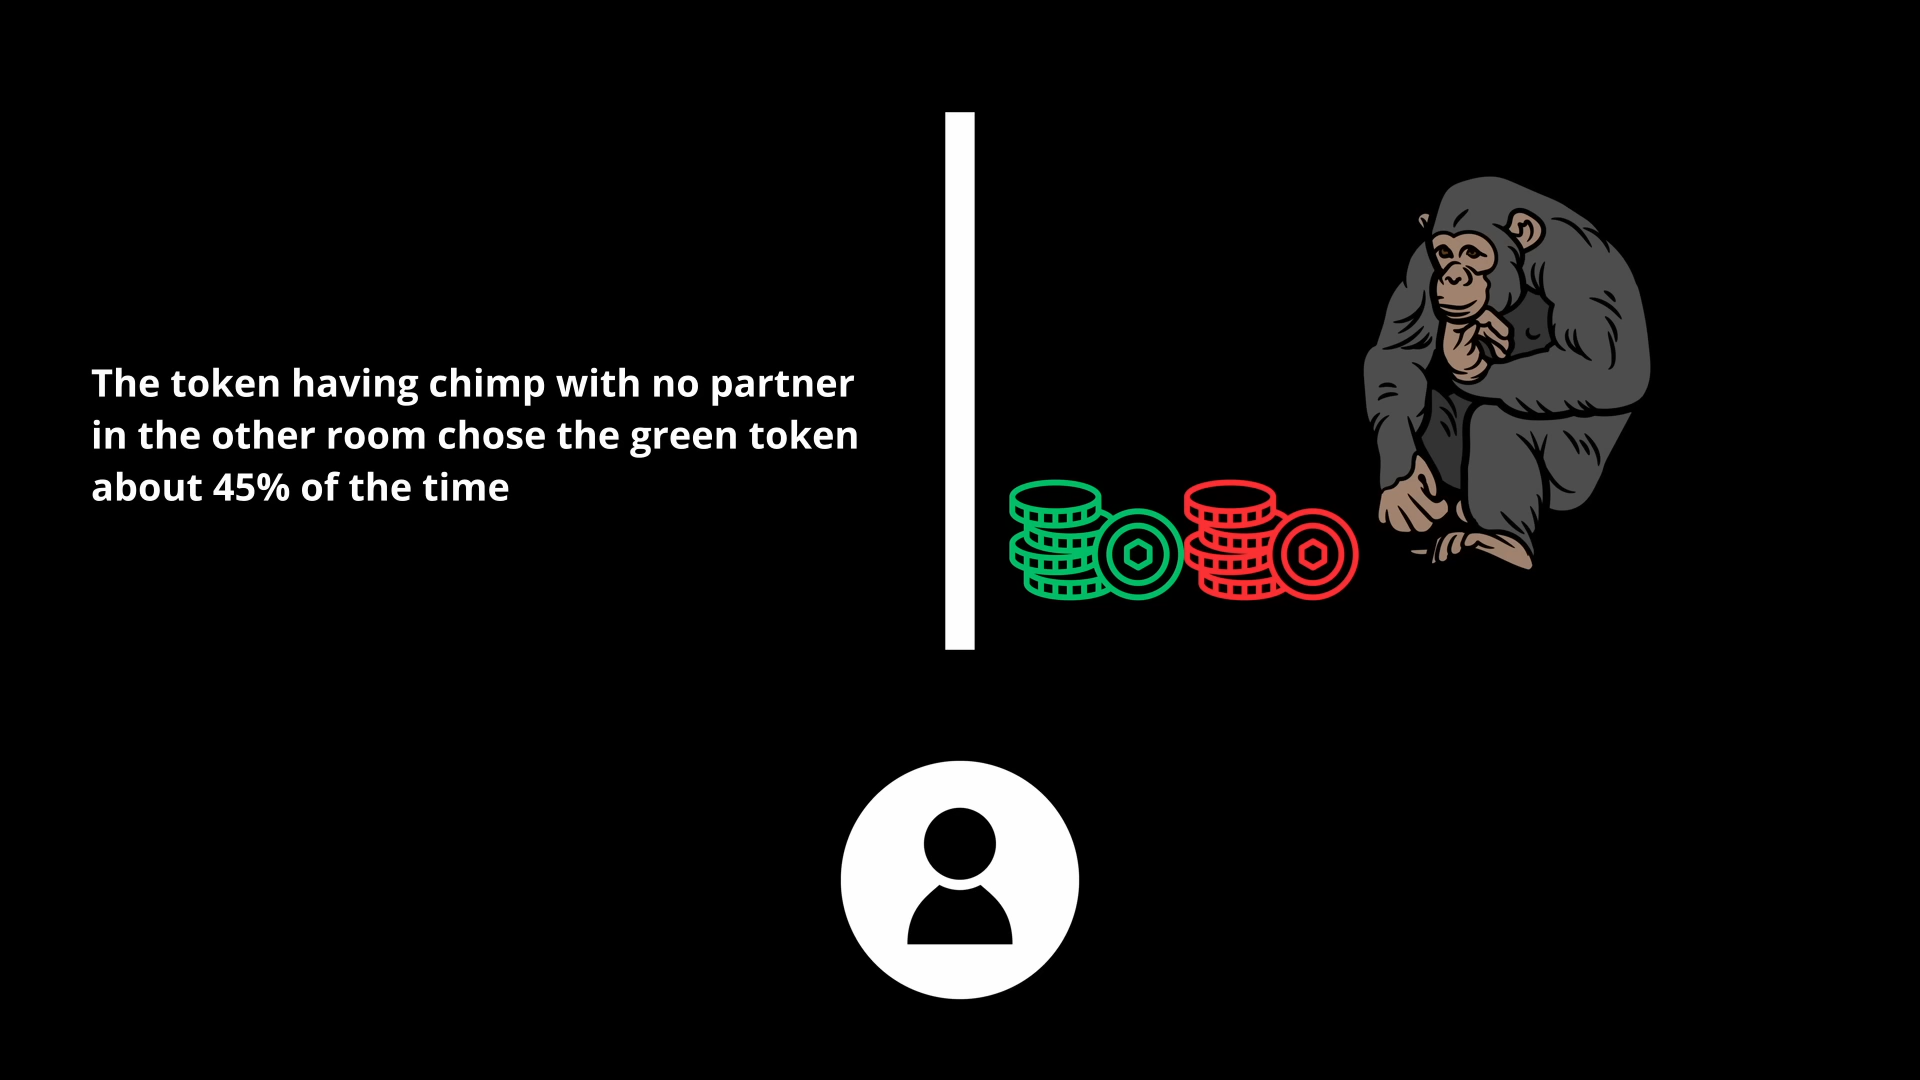 The token having chimp with no partner
in the other room chose the green token
about 45% of the time